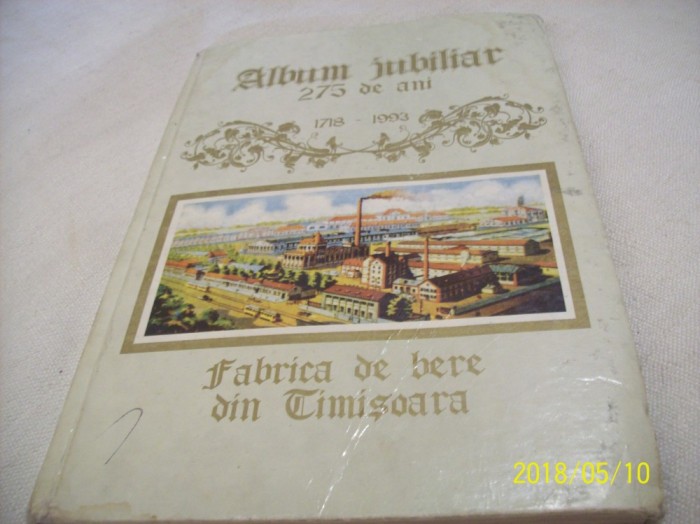 Album jubiliar
275 de ani
1718 - 1993
Fabrica de bere
din Timişoara
2018/05/10